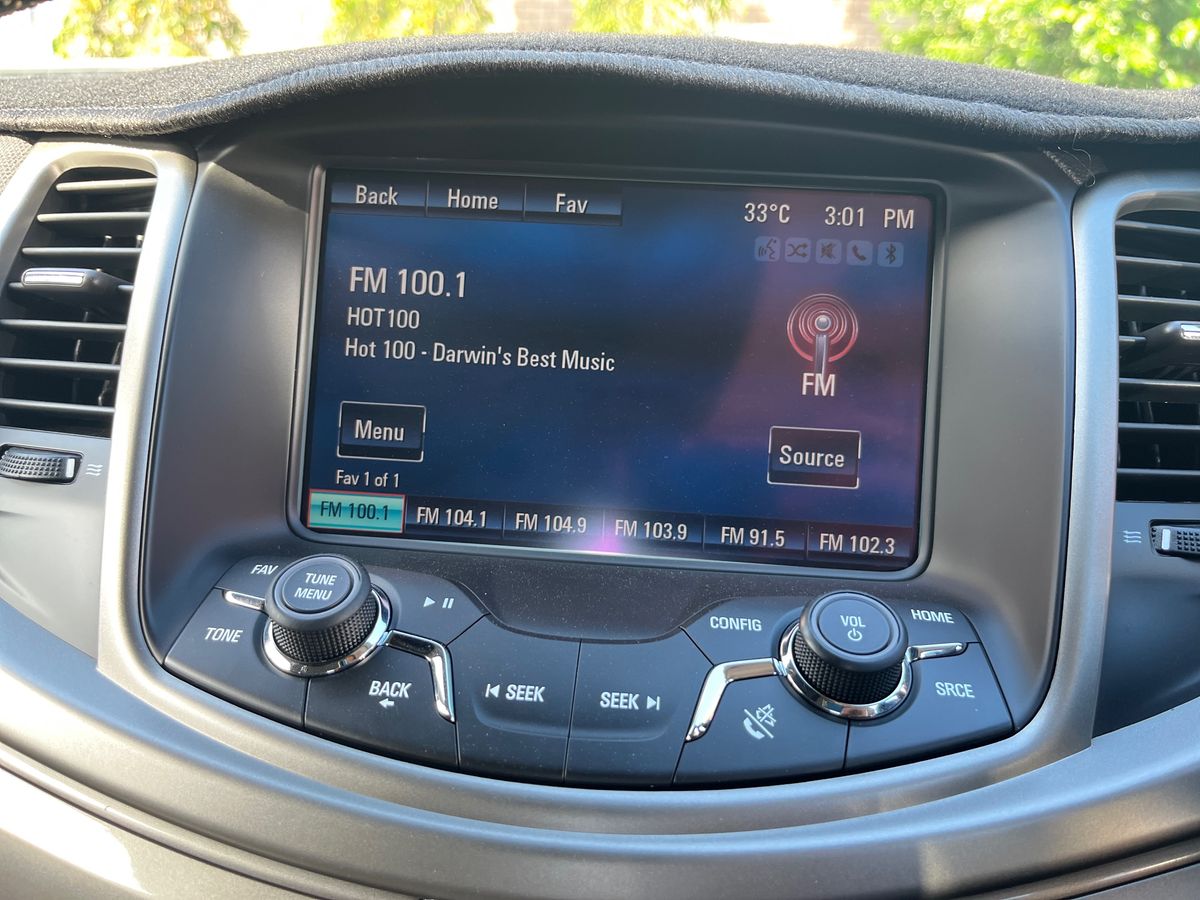 Back Home Fav
33°C 3:01 PM
FM 100.1
HOT100
Hot 100 - Darwin's Best Music
FM
Menu
Source
Fav 1 of 1
FM 100.1 FM 104.1 FM 104.9 FM 103.9 FM 91.5 FM 102.3
FAV
TUNE
MENU
TONE
BACK
SEEK
SEEK
CONFIG
VOL
HOME
SRCE